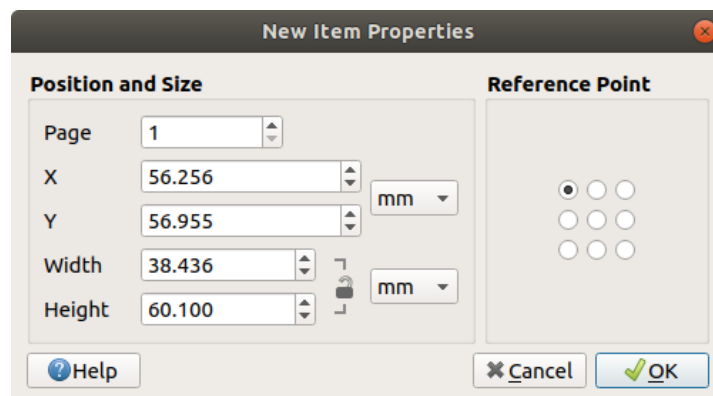 New Item Properties
Position and Size
Reference Point
Page 1
X 56.256
mm
Y 56.955
Width 38.436
mm
Height 60.100
Help
Cancel
OK